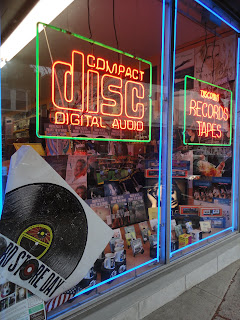 COMPACT
disc
DIGITAL AUDIO
DISCOUNT
RECORDS
TAPES
STORE DAY